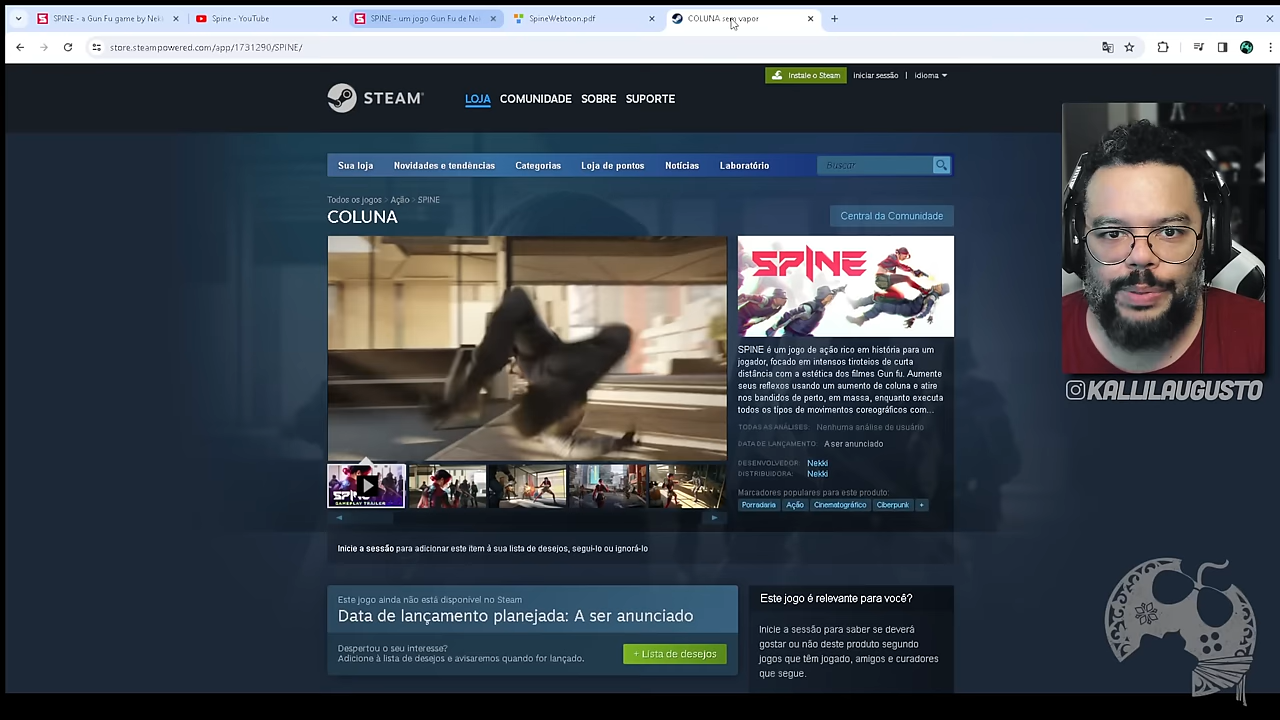 SPINE - a Gun Fu game by Nek
Spine - YouTube
SPINE - um jogo Gun Fu de Ne
SpineWebtoon.pdf
COLUNA sem vapor
store.steampowered.com/app/1731290/SPINE/
Instale o Steam
iniciar sessão | idioma
STEAM
LOJA COMUNIDADE SOBRE SUPORTE
Sua loja
Novidades e tendências
Categorias
Loja de pontos
Notícias
Laboratório
Buscar
Todos os jogos > Ação > SPINE
COLUNA
Central da Comunidade
SPINE
SPINE é um jogo de ação rico em história para um
jogador, focado em intensos tiroteios de curta
distância com a estética dos filmes Gun fu. Aumente
seus reflexos usando um aumento de coluna e atire
nos bandidos de perto, em massa, enquanto executa
todos os tipos de movimentos coreográficos com...
TODAS AS ANÁLISES: Nenhuma análise de usuário
DATA DE LANÇAMENTO: A ser anunciado
DESENVOLVEDOR: Nekki
DISTRIBUIDORA: Nekki
Marcadores populares para este produto:
Porradaria Ação Cinematográfico Ciberpunk +
GAMEPLAY TRAILER
Inicie a sessão para adicionar este item à sua lista de desejos, segui-lo ou ignorá-lo
Este jogo ainda não está disponível no Steam
Data de lançamento planejada: A ser anunciado
Despertou o seu interesse?
Adicione à lista de desejos e avisaremos quando for lançado.
+ Lista de desejos
Este jogo é relevante para você?
Inicie a sessão para saber se deverá
gostar ou não deste produto segundo
jogos que têm jogado, amigos e curadores
que segue.
KALLILAUGUSTO